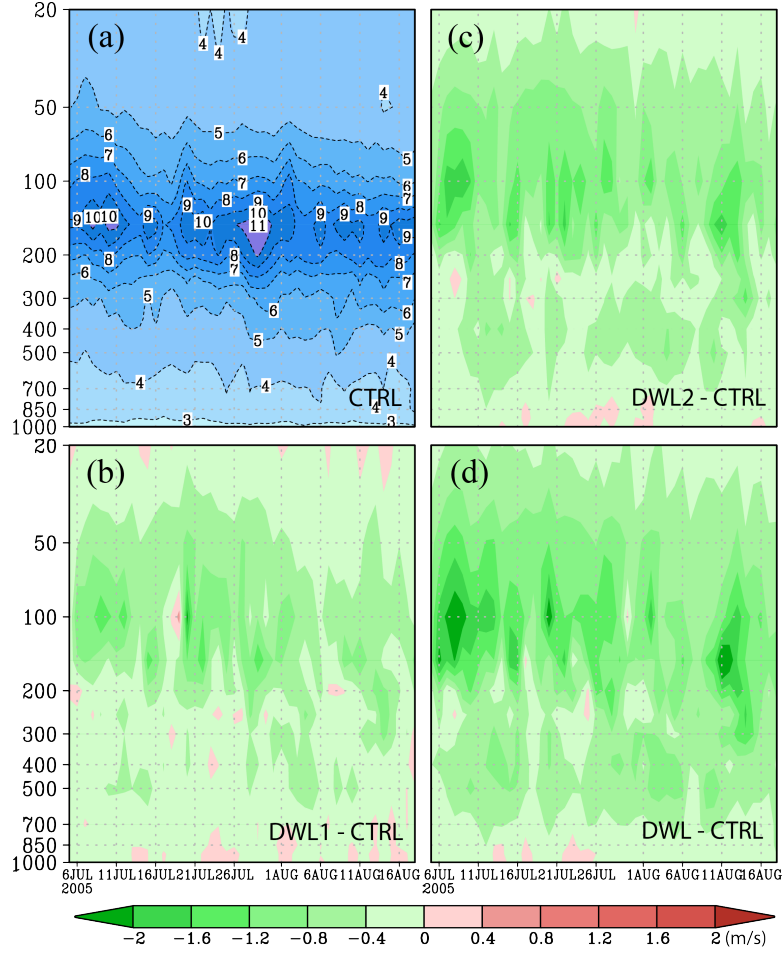 (a)
20
50
100
200
300
400
500
700
850
1000
4 4 4
4
4
6 5
7 6 5
8 7 6
9 10 10 9 9 8 9 9 8 9 8 7
10 10 11 9
8 8 8
6 7 7
5 6 6
5 5
4 4 4
4
3 3
CTRL
(c)
DWL2 - CTRL
(b)
20
50
100
200
300
400
500
700
850
1000
DWL1 - CTRL
6JUL 11JUL 16JUL 21JUL 26JUL 1AUG 6AUG 11AUG 16AUG
2005
(d)
DWL - CTRL
6JUL 11JUL 16JUL 21JUL 26JUL 1AUG 6AUG 11AUG 16AUG
2005
-2 -1.6 -1.2 -0.8 -0.4 0 0.4 0.8 1.2 1.6 2 (m/s)